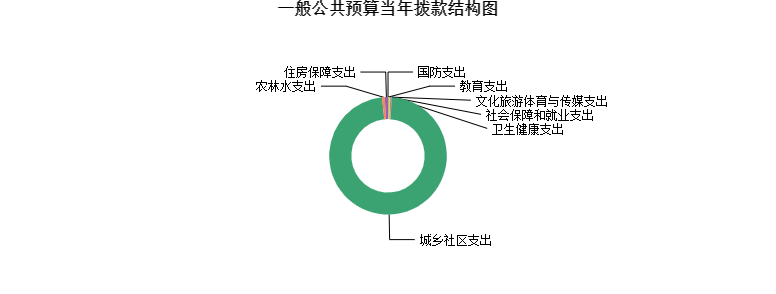 一般公共预算当年拨款结构图
住房保障支出
国防支出
农林水支出
教育支出
文化旅游体育与传媒支出
社会保障和就业支出
卫生健康支出
城乡社区支出